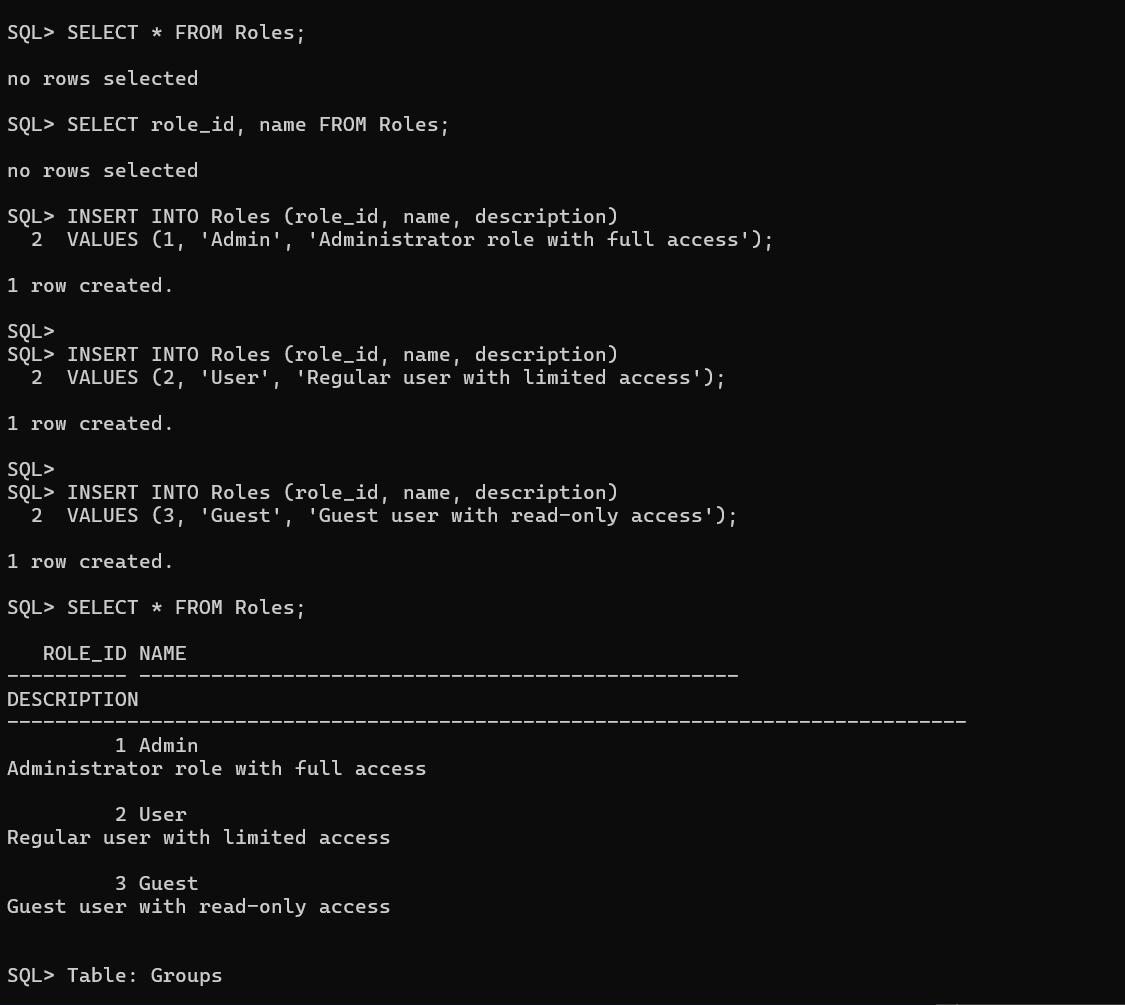 SQL> SELECT * FROM Roles;
no rows selected
SQL> SELECT role_id, name FROM Roles;
no rows selected
SQL> INSERT INTO Roles (role_id, name, description)
  2  VALUES (1, 'Admin', 'Administrator role with full access');
1 row created.
SQL>
SQL> INSERT INTO Roles (role_id, name, description)
  2  VALUES (2, 'User', 'Regular user with limited access');
1 row created.
SQL>
SQL> INSERT INTO Roles (role_id, name, description)
  2  VALUES (3, 'Guest', 'Guest user with read-only access');
1 row created.
SQL> SELECT * FROM Roles;
   ROLE_ID NAME
---------- --------------------------------------------------
DESCRIPTION
--------------------------------------------------------------------------------
         1 Admin
Administrator role with full access
         2 User
Regular user with limited access
         3 Guest
Guest user with read-only access
SQL> Table: Groups